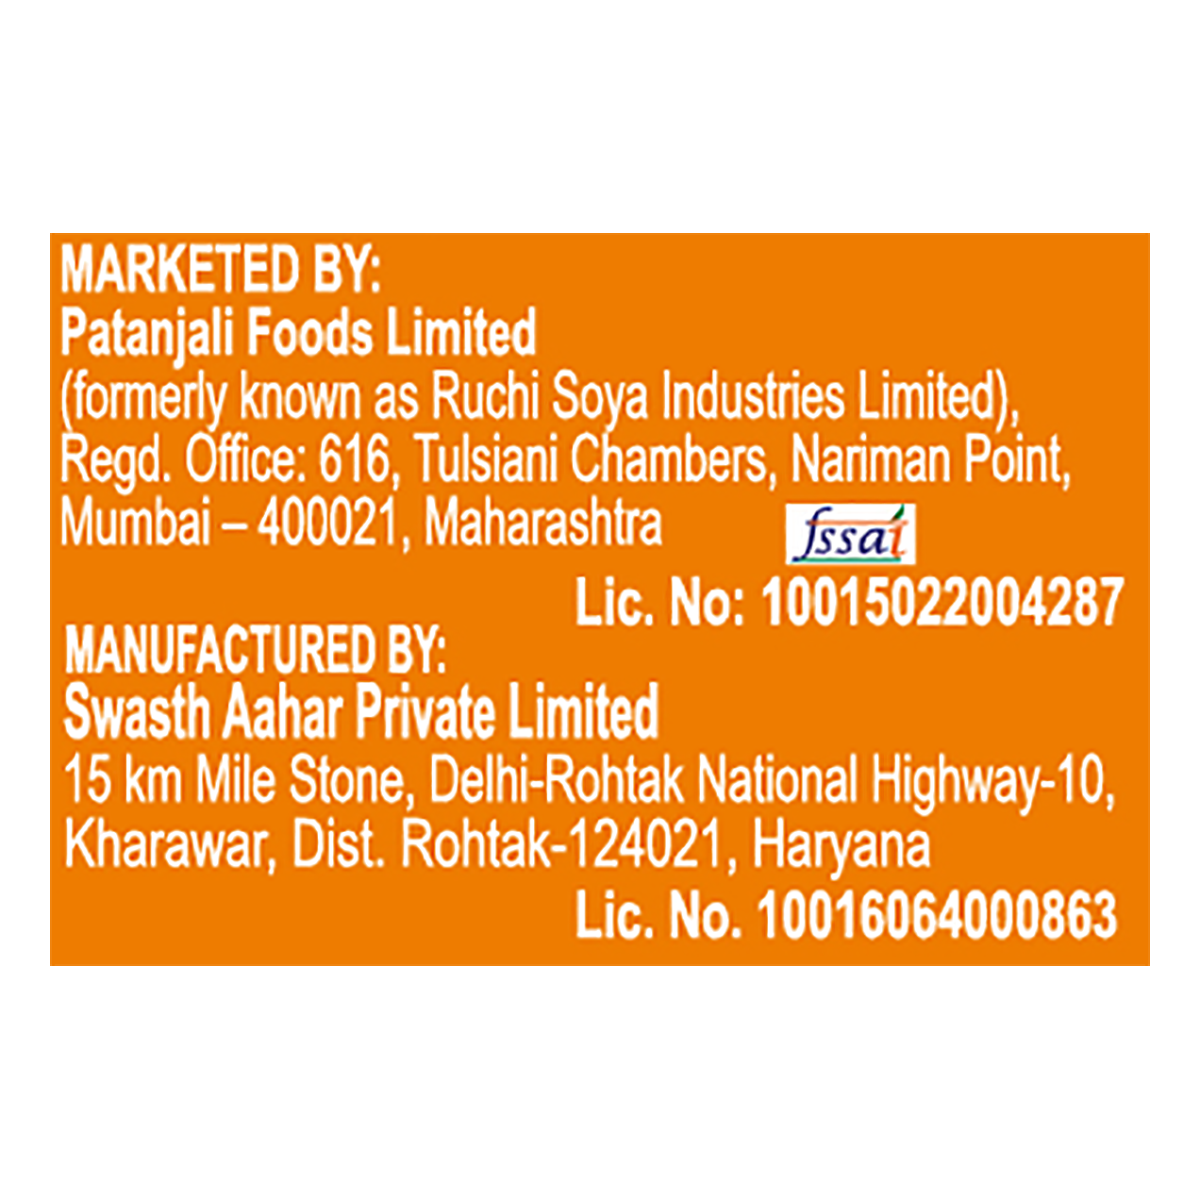 MARKETED BY:
Patanjali Foods Limited
(formerly known as Ruchi Soya Industries Limited),
Regd. Office: 616, Tulsiani Chambers, Nariman Point,
Mumbai – 400021, Maharashtra
fssai
Lic. No: 10015022004287
MANUFACTURED BY:
Swasth Aahar Private Limited
15 km Mile Stone, Delhi-Rohtak National Highway-10,
Kharawar, Dist. Rohtak-124021, Haryana
Lic. No. 10016064000863